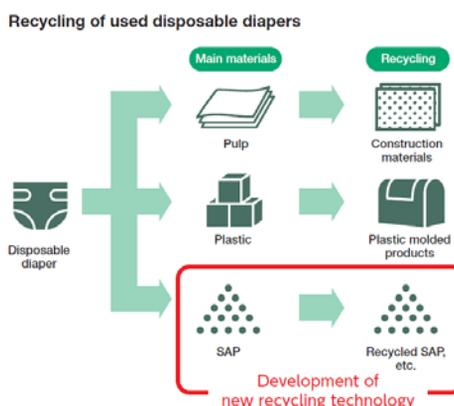 Recycling of used disposable diapers
Main materials
Recycling
Pulp
Construction
materials
Disposable
diaper
Plastic
Plastic molded
products
SAP
Recycled SAP,
etc.
Development of
new recycling technology